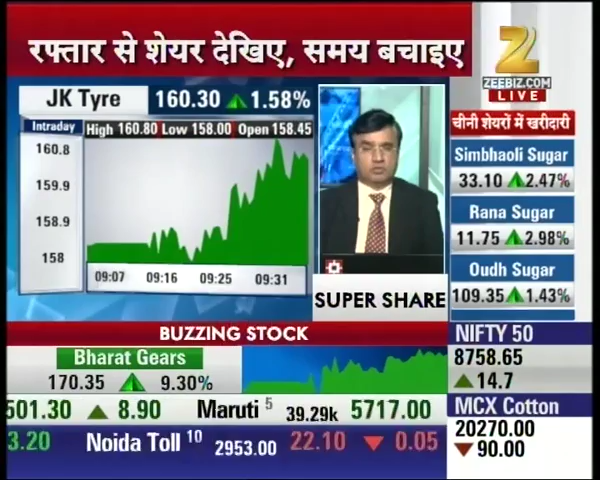 रफ्तार से शेयर देखिए, समय बचाइए
Z
ZEEBIZ.COM
LIVE
JK Tyre 160.30 1.58%
Intraday High 160.80 Low 158.00 Open 158.45
160.8
159.9
158.9
158
09:07 09:16 09:25 09:31
SUPER SHARE
चीनी शेयरों में खरीदारी
Simbhaoli Sugar
33.10 2.47%
Rana Sugar
11.75 2.98%
Oudh Sugar
109.35 1.43%
BUZZING STOCK
Bharat Gears
170.35 9.30%
NIFTY 50
8758.65
14.7
MCX Cotton
20270.00
90.00
501.30 8.90 Maruti 5 39.29k 5717.00
3.20 Noida Toll 10 2953.00 22.10 0.05